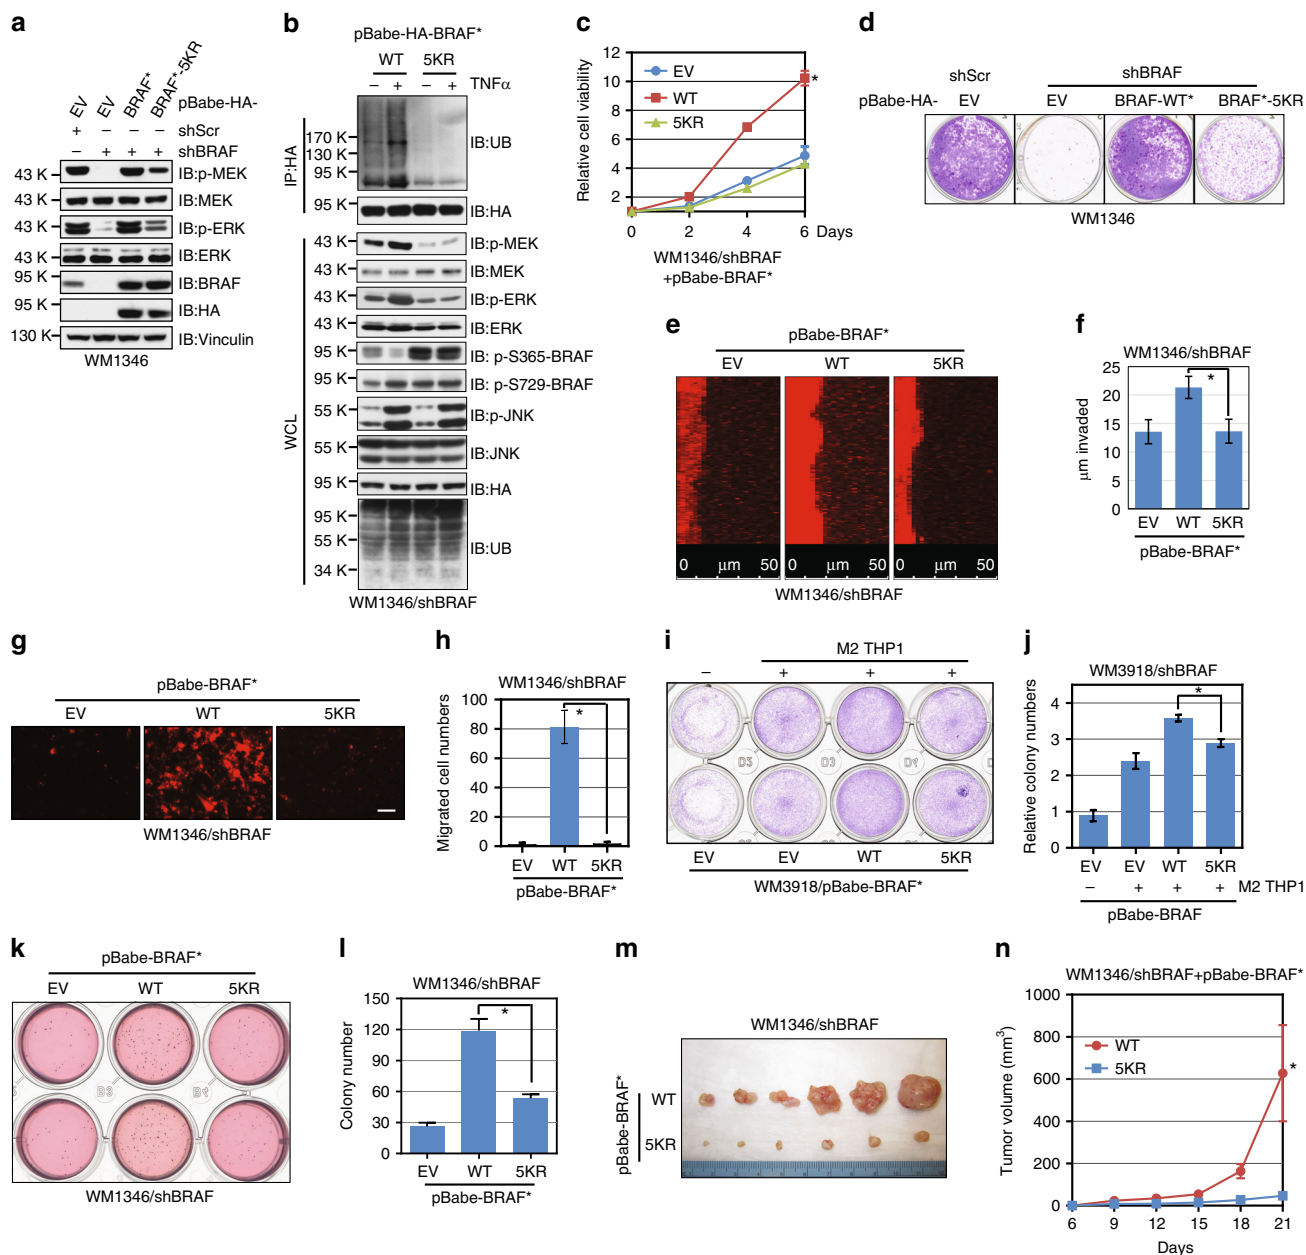 a
EV
EV
BRAF*
BRAF*-5KR
pBabe-HA-
+ – – – shShcr
– + + + shBRAF
43 K IB:p-MEK
43 K IB:MEK
43 K IB:p-ERK
43 K IB:ERK
95 K IB:BRAF
95 K IB:HA
130 K IB:Vinculin
WM1346
b
pBabe-HA-BRAF*
WT 5KR
– + – + TNFα
IP:HA
170 K
130 K
95 K
IB:UB
95 K IB:HA
WCL
43 K IB:p-MEK
43 K IB:MEK
43 K IB:p-ERK
43 K IB:ERK
95 K IB: p-S365-BRAF
95 K IB: p-S729-BRAF
55 K IB:p-JNK
55 K IB:JNK
95 K IB:HA
95 K
55 K
34 K
IB:UB
WM1346/shBRAF
c
Relative cell viability
12
10
8
6
4
2
EV
WT
5KR
*
0 2 4 6 Days
WM1346/shBRAF
+pBabe-BRAF*
d
shScr shBRAF
pBabe-HA- EV EV BRAF-WT* BRAF*-5KR
WM1346
e
pBabe-BRAF*
EV WT 5KR
0 µm 50 0 µm 50 0 µm 50
WM1346/shBRAF
f
WM1346/shBRAF
µm invaded
25
20
15
10
5
0
*
EV WT 5KR
pBabe-BRAF*
g
pBabe-BRAF*
EV WT 5KR
WM1346/shBRAF
h
WM1346/shBRAF
Migrated cell numbers
100
80
60
40
20
0
*
EV WT 5KR
pBabe-BRAF*
i
M2 THP1
– + + +
D2 D3 D4
EV EV WT 5KR
WM3918/pBabe-BRAF*
j
WM3918/shBRAF
Relative colony numbers
4
3
2
1
0
*
EV EV WT 5KR
– + + + M2 THP1
pBabe-BRAF
k
pBabe-BRAF*
EV WT 5KR
B3 B4
WM1346/shBRAF
l
WM1346/shBRAF
Colony number
150
120
90
60
30
0
*
EV WT 5KR
pBabe-BRAF*
m
WM1346/shBRAF
pBabe-BRAF*
WT
5KR
n
WM1346/shBRAF+pBabe-BRAF*
Tumor volume (mm³)
1000
800
600
400
200
0
WT
5KR
*
6 9 12 15 18 21
Days